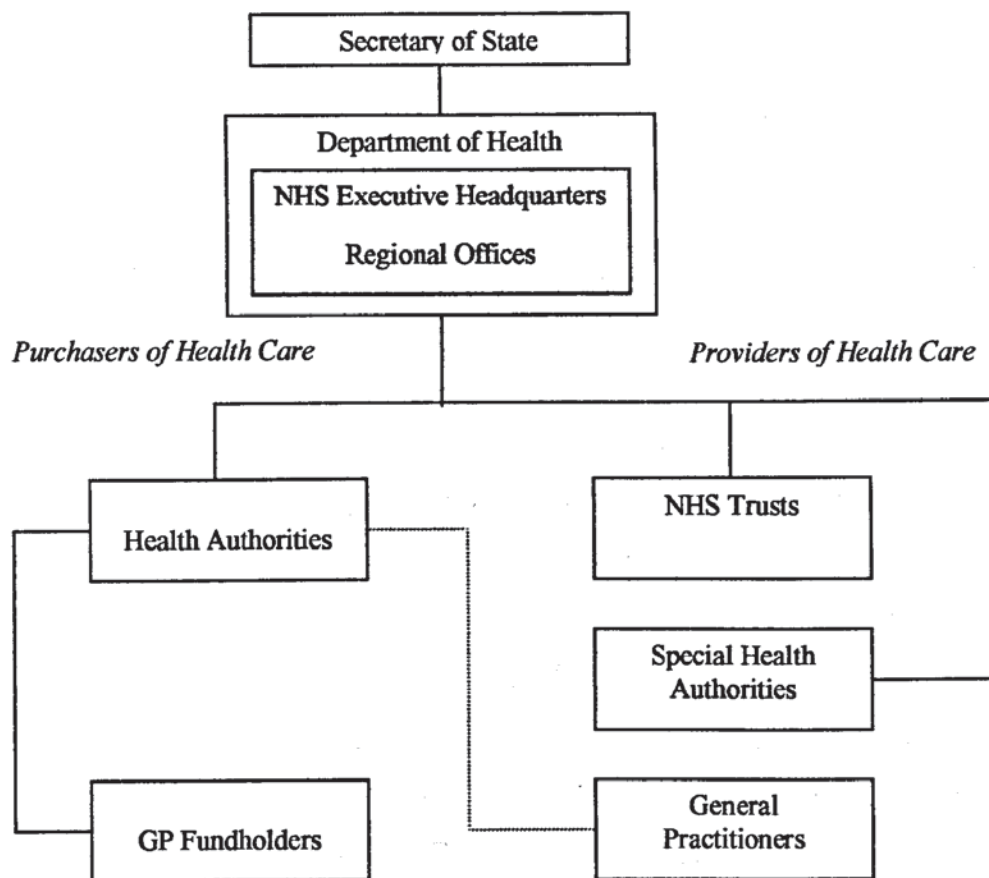 Secretary of State
Department of Health
NHS Executive Headquarters
Regional Offices
Purchasers of Health Care
Providers of Health Care
Health Authorities
NHS Trusts
Special Health
Authorities
GP Fundholders
General
Practitioners